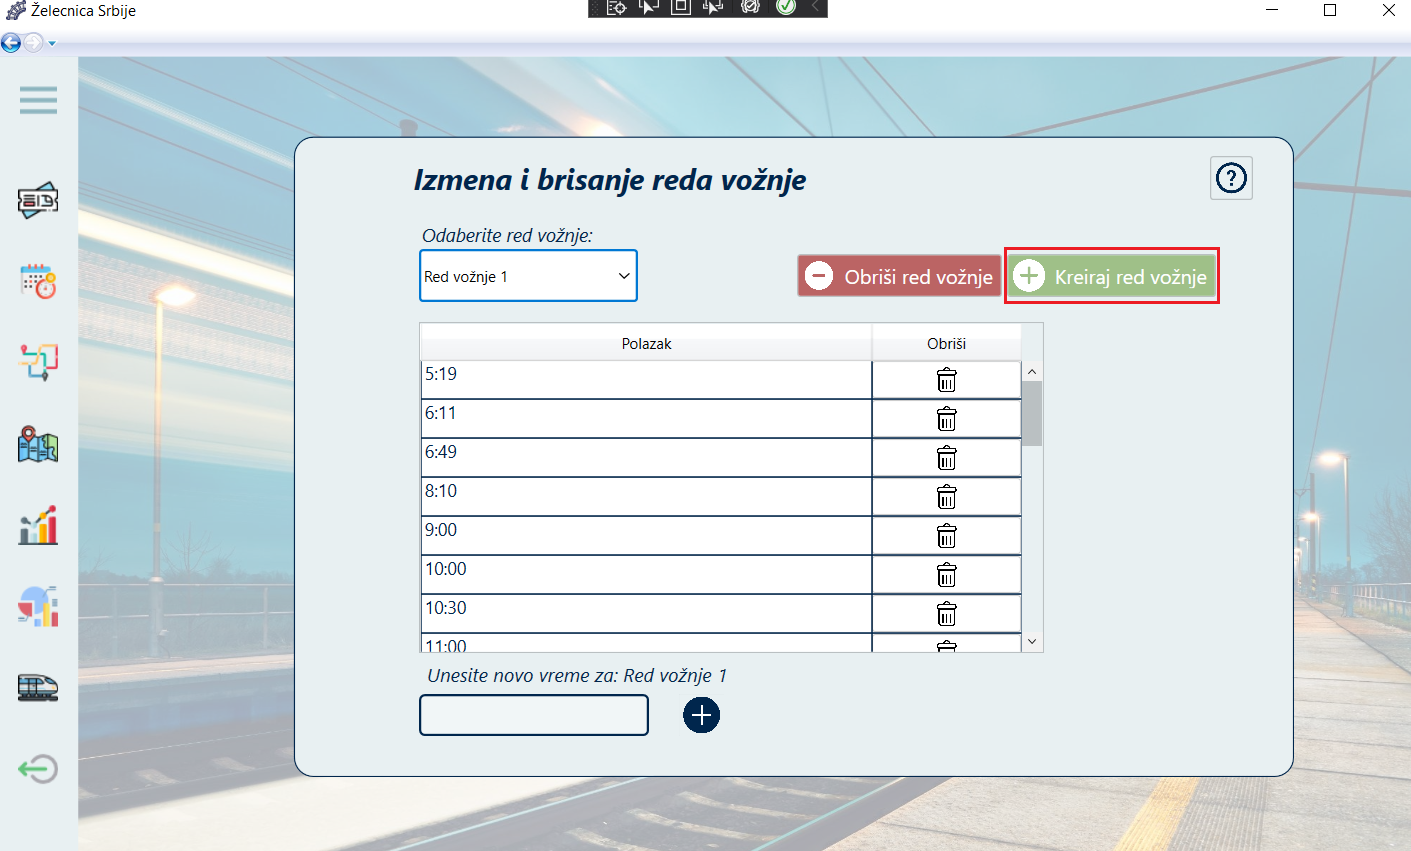 Želecnica Srbije
Izmena i brisanje reda vožnje
?
Odaberite red vožnje:
Red vožnje 1
Obriši red vožnje
Kreiraj red vožnje
Polazak Obriši
5:19
6:11
6:49
8:10
9:00
10:00
10:30
11:00
Unesite novo vreme za: Red vožnje 1